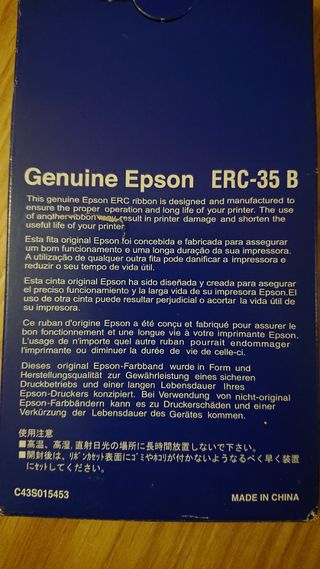 Genuine Epson ERC-35 B
This genuine Epson ERC ribbon is designed and manufactured to
ensure the proper operation and long life of your printer. The use
of another ribbon may result in printer damage and shorten the
useful life of your printer.
Esta fita original Epson foi concebida e fabricada para assegurar
um bom funcionamento e uma longa duração da sua impressora.
A utilização de qualquer outra fita pode danificar a impressora e
reduzir o seu tempo de vida útil.
Esta cinta original Epson ha sido diseñada y creada para asegurar
el preciso funcionamiento y la larga vida de su impresora Epson.El
uso de otra cinta puede resultar perjudicial o acortar la vida útil de
su impresora.
Ce ruban d'origine Epson a été conçu et fabriqué pour assurer le
bon fonctionnement et une longue vie à votre imprimante Epson.
L'usage de n'importe quel autre ruban pourrait endommager
l'imprimante ou diminuer la durée de vie de celle-ci.
Dieses original Epson-Farbband wurde in Form und
Herstellungsqualität zur Gewährleistung eines sicheren
Druckbetriebs und einer langen Lebensdauer Ihres
Epson-Druckers konzipiert. Bei Verwendung von nicht-original
Epson-Farbbändern kann es zu Druckerschäden und einer
Verkürzung der Lebensdauer des Gerätes kommen.
使用注意
■高温、高湿、直射日光の場所に長時間放置しないで下さい。
■開封後は、リボンカセット表面にゴミやホコリが付かないようなるべく早く装置
にセットしてください。
C43S015453
MADE IN CHINA